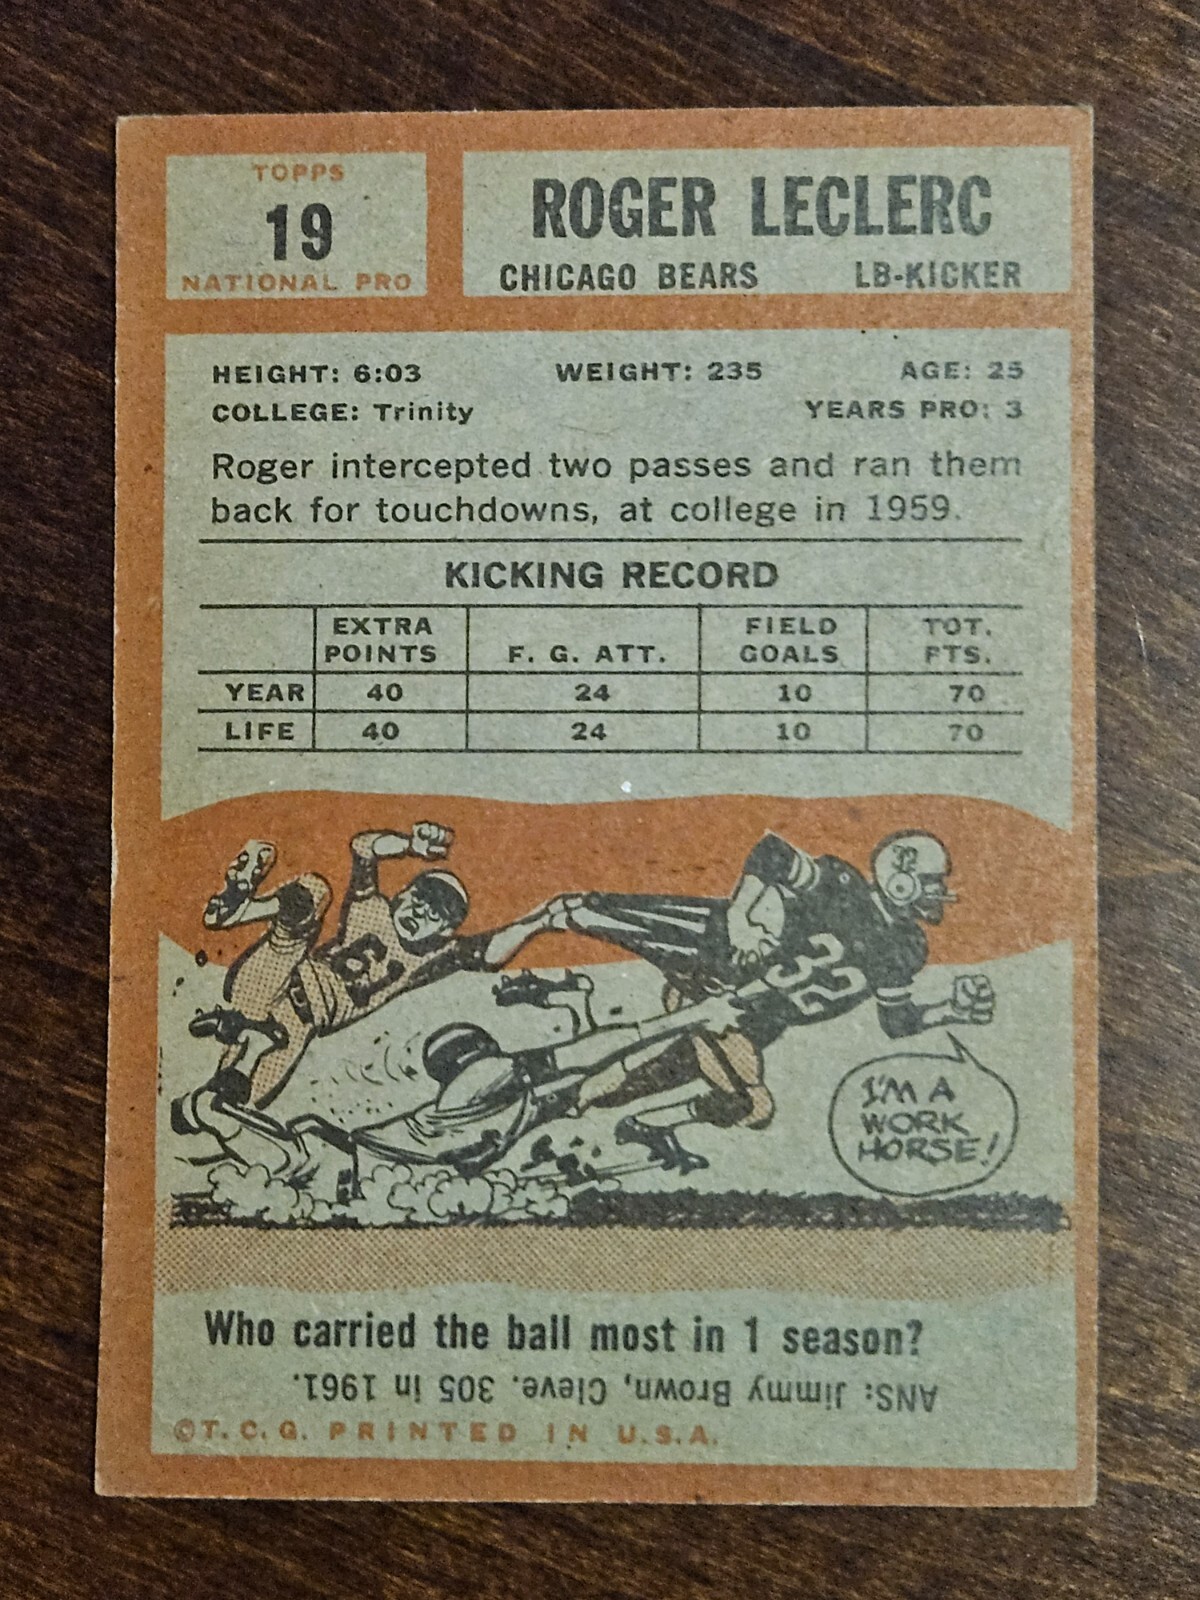 TOPPS
19
NATIONAL PRO
ROGER LECLERC
CHICAGO BEARS LB-KICKER
HEIGHT: 6:03 WEIGHT: 235 AGE: 25
COLLEGE: Trinity YEARS PRO: 3
Roger intercepted two passes and ran them
back for touchdowns, at college in 1959.
KICKING RECORD
EXTRA POINTS F. G. ATT. FIELD GOALS TOT. PTS.
YEAR 40 24 10 70
LIFE 40 24 10 70
32
63
32
I'M A
WORK
HORSE!
Who carried the ball most in 1 season?
ANS: Jimmy Brown, Cleve. 305 in 1961.
©T. C. G. PRINTED IN U.S.A.